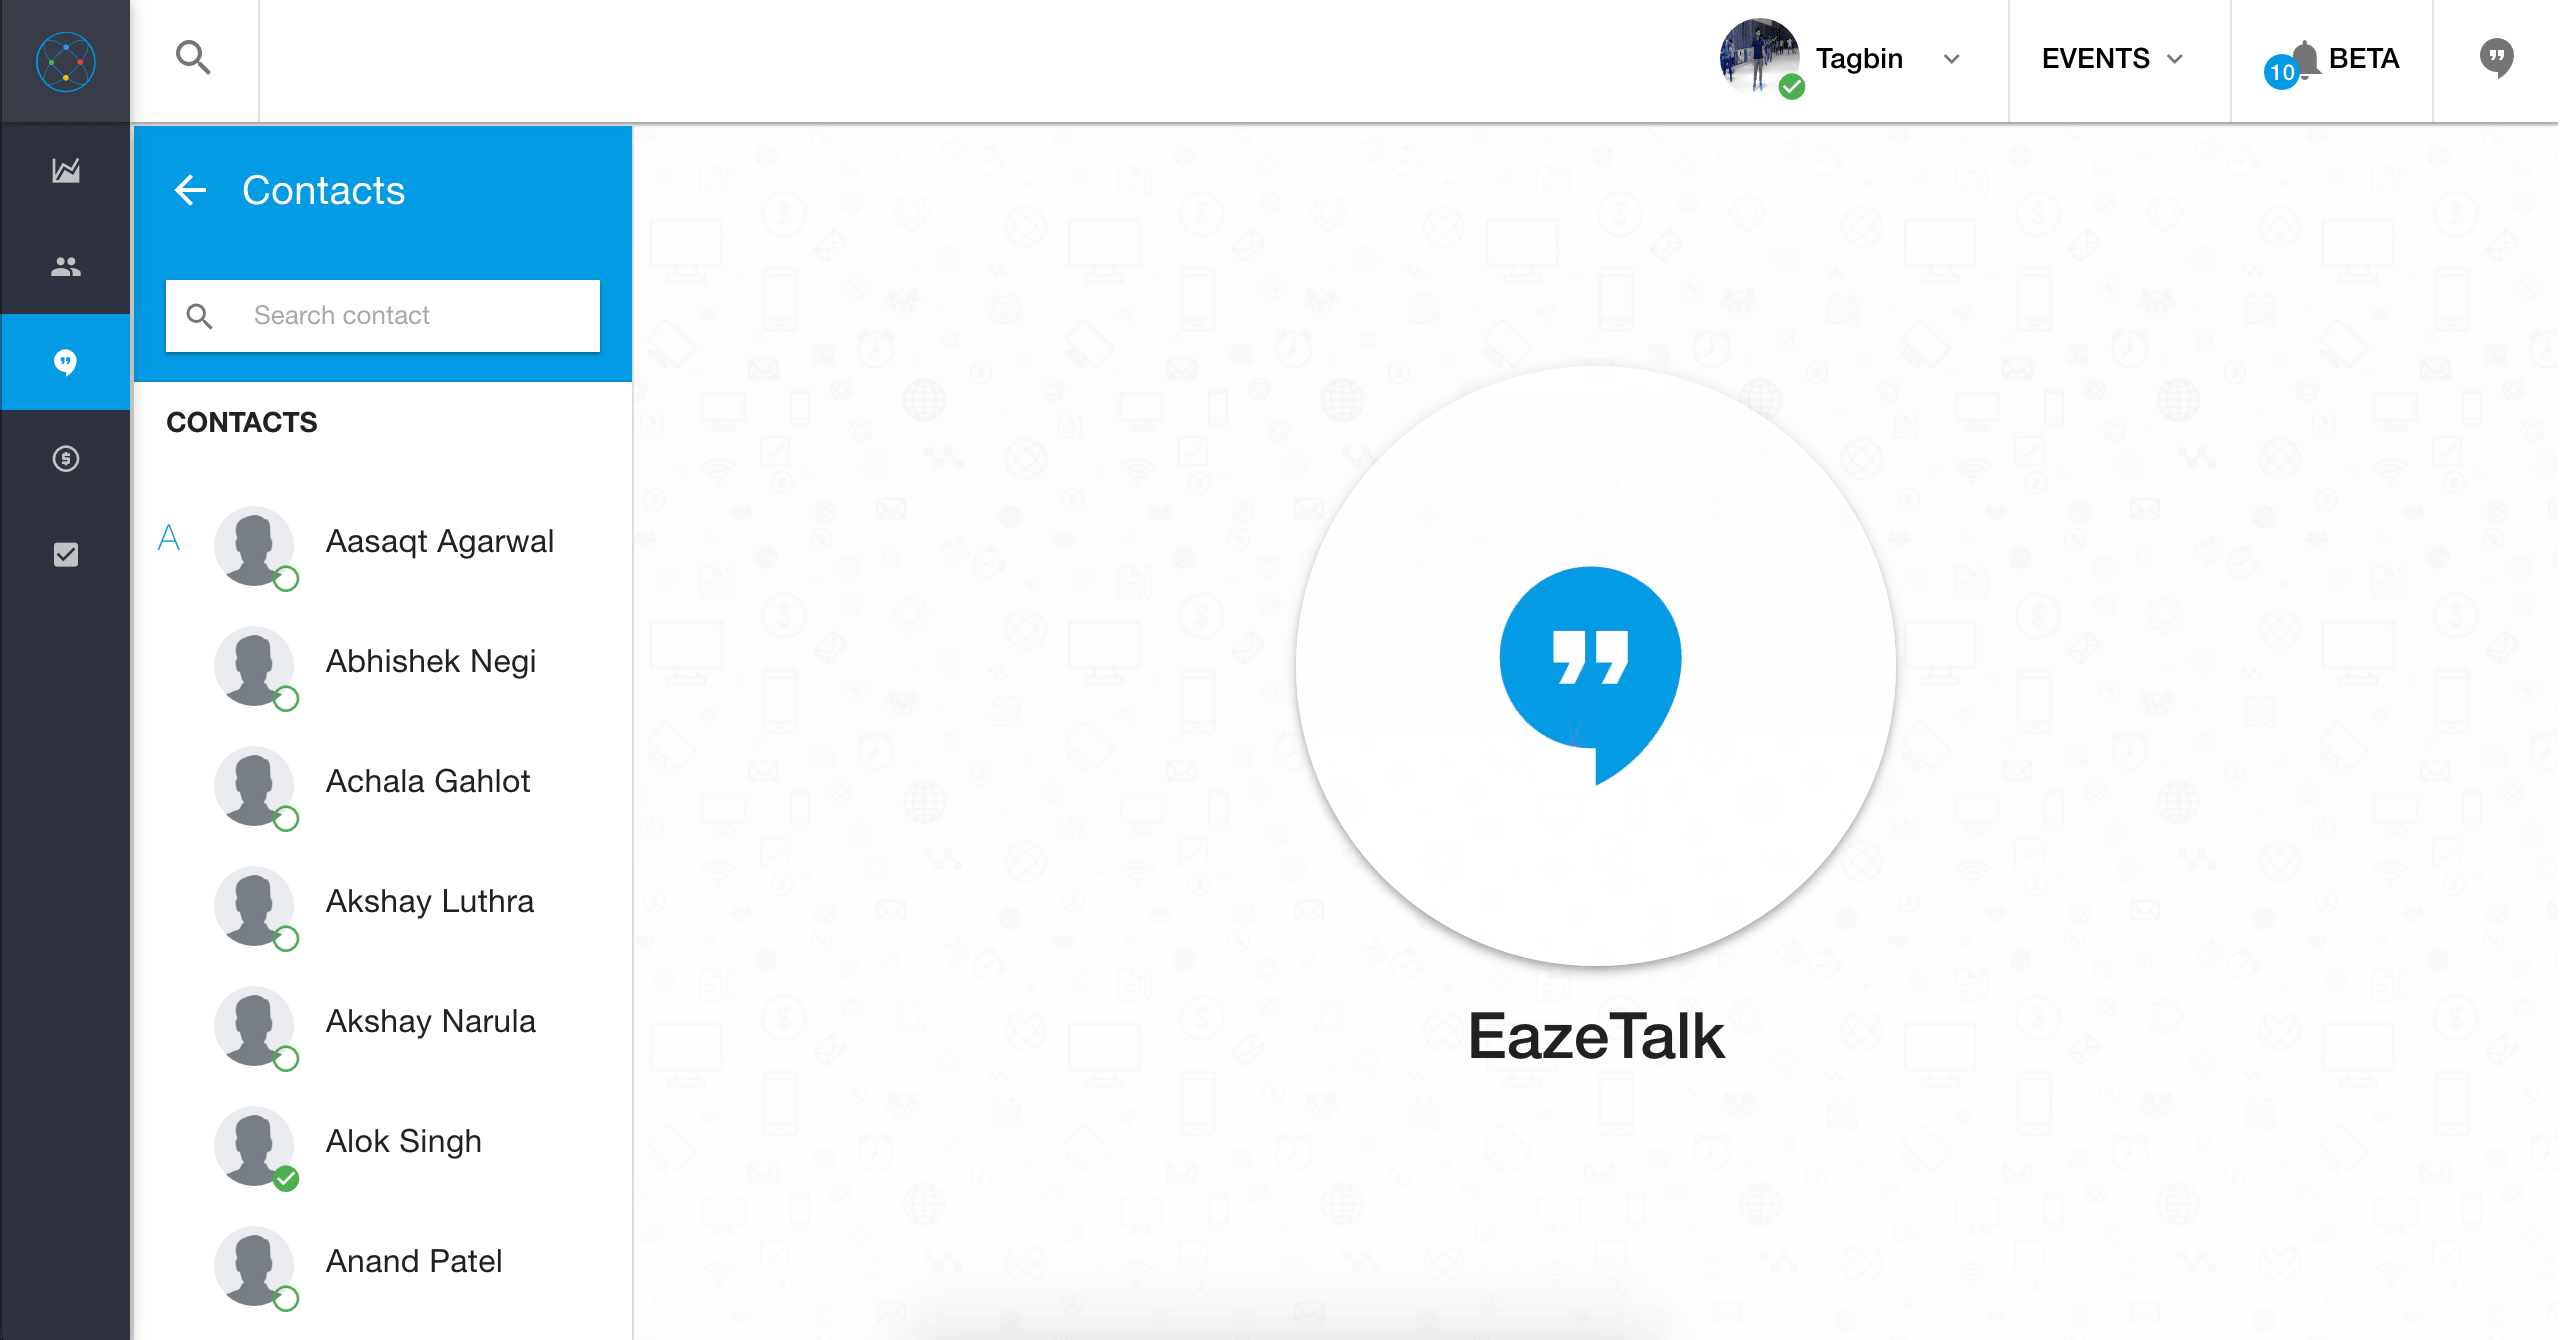 Tagbin
EVENTS
10
BETA
Contacts
Search contact
CONTACTS
A
Aasaqt Agarwal
Abhishek Negi
Achala Gahlot
Akshay Luthra
Akshay Narula
Alok Singh
Anand Patel
EazeTalk